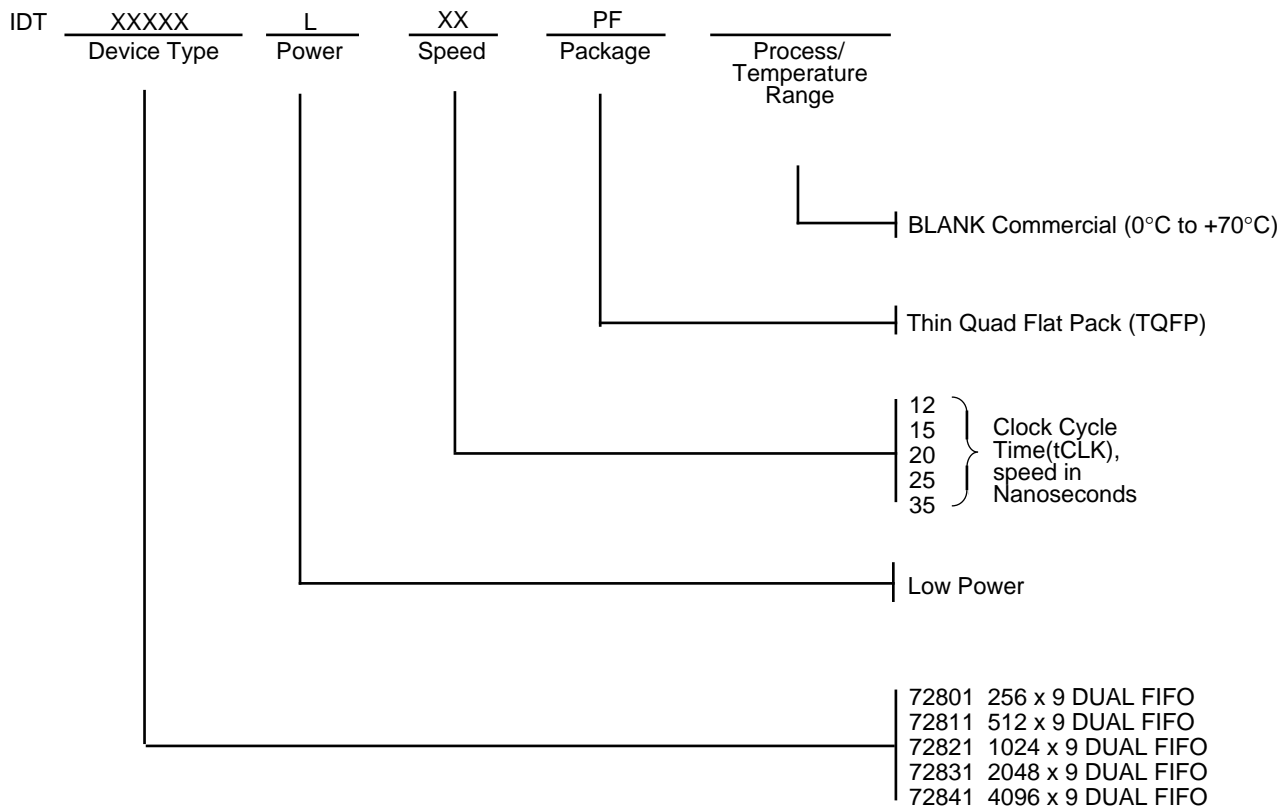 IDT XXXXX L XX PF
Device Type Power Speed Package Process/
Temperature
Range
BLANK Commercial (0°C to +70°C)
Thin Quad Flat Pack (TQFP)
12
15
20
25
35
Clock Cycle
Time(tCLK),
speed in
Nanoseconds
Low Power
72801 256 x 9 DUAL FIFO
72811 512 x 9 DUAL FIFO
72821 1024 x 9 DUAL FIFO
72831 2048 x 9 DUAL FIFO
72841 4096 x 9 DUAL FIFO